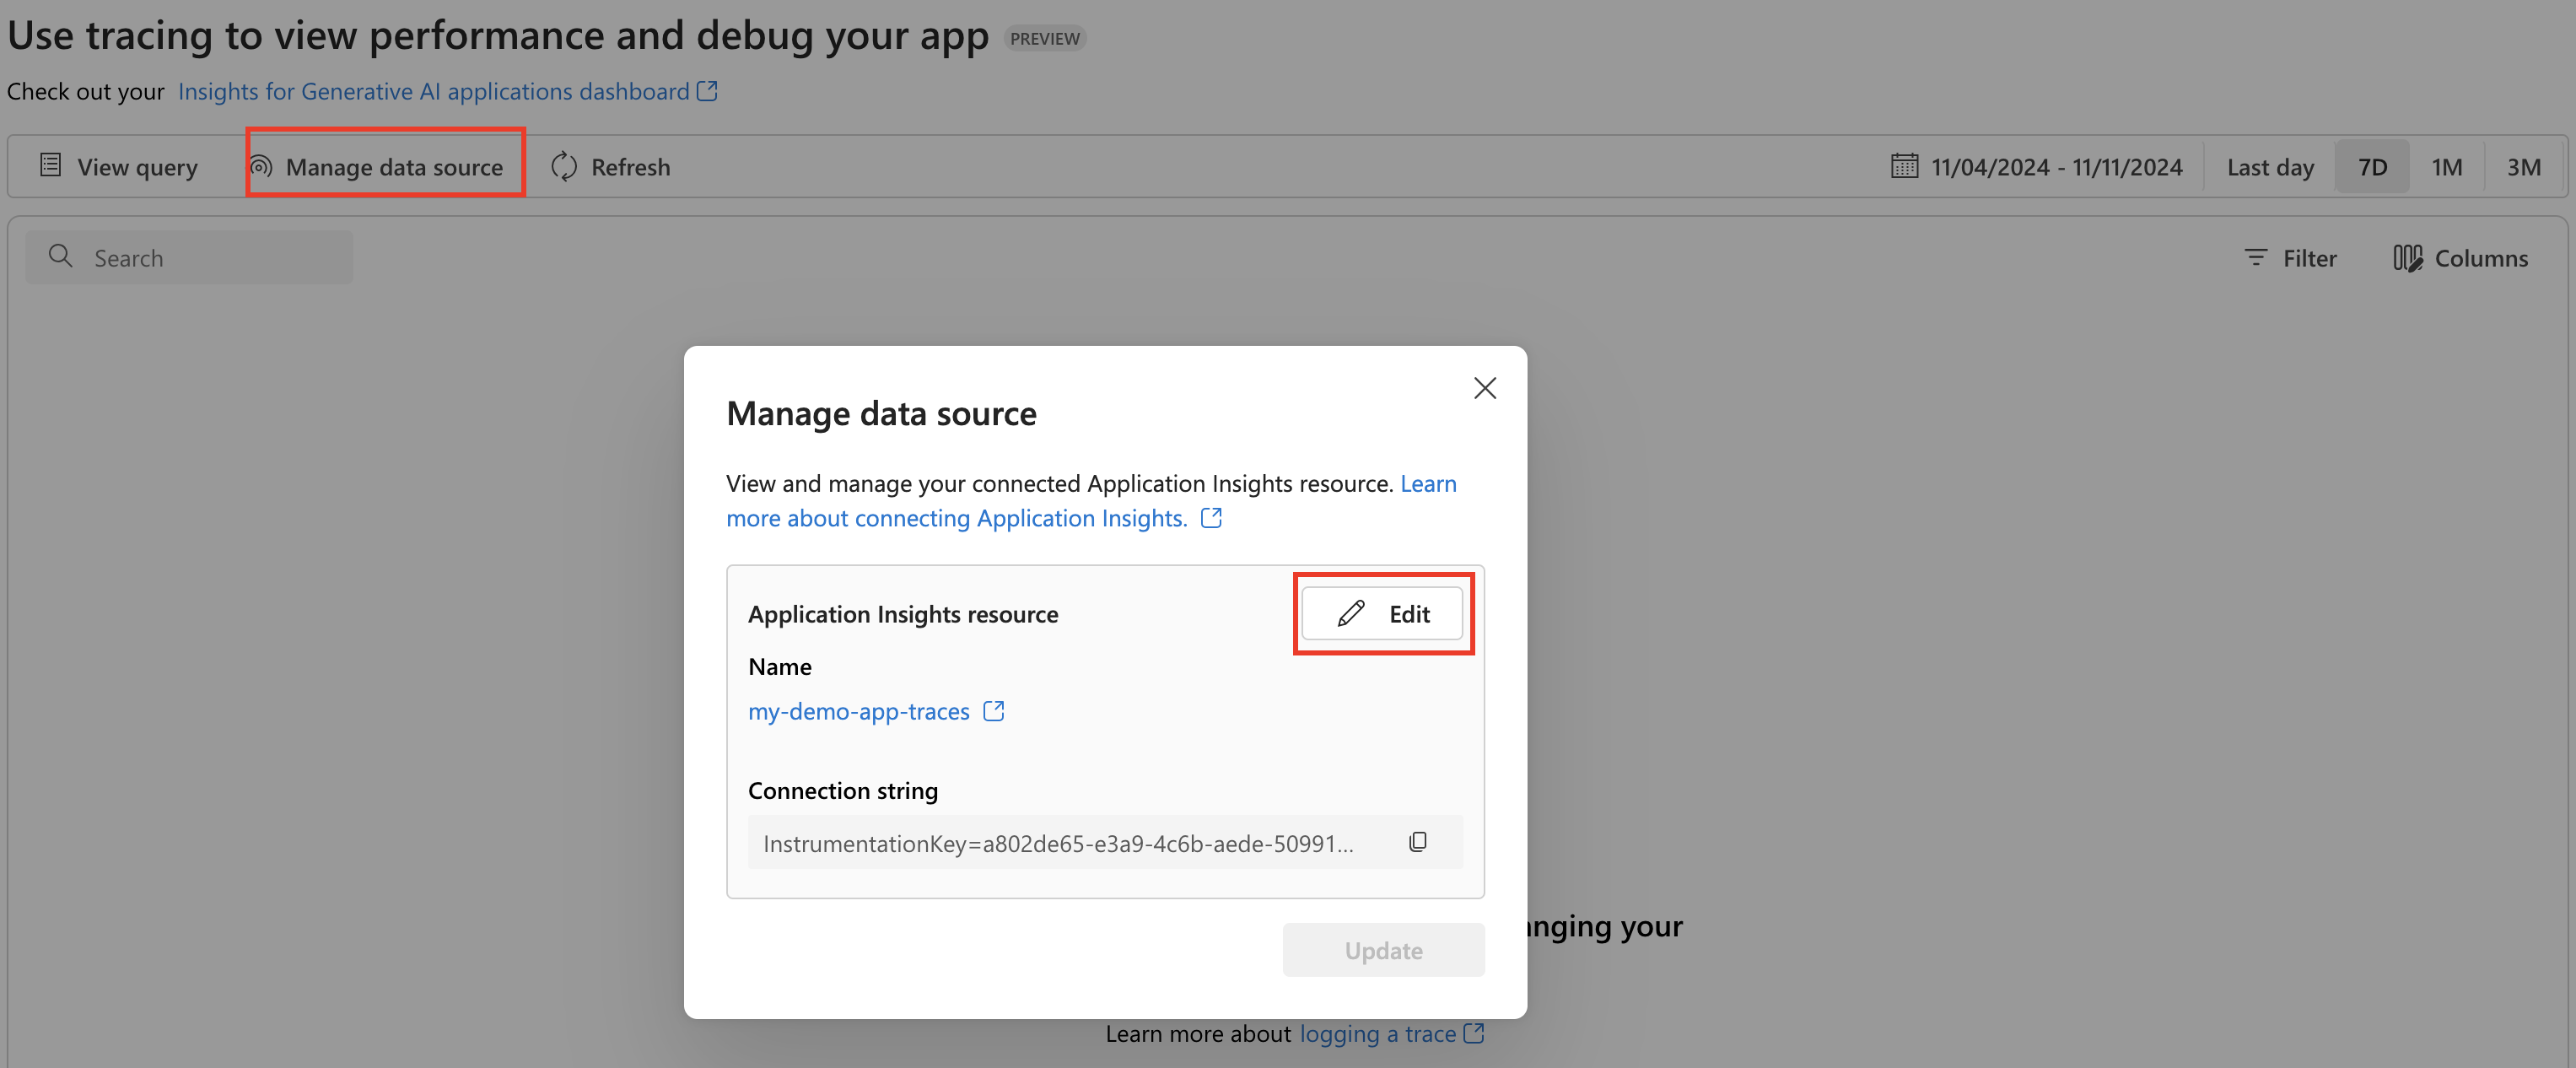 Use tracing to view performance and debug your app PREVIEW
Check out your Insights for Generative AI applications dashboard
View query Manage data source Refresh 11/04/2024 - 11/11/2024 Last day 7D 1M 3M
Search Filter Columns
Manage data source
View and manage your connected Application Insights resource. Learn
more about connecting Application Insights.
Application Insights resource Edit
Name
my-demo-app-traces
Connection string
InstrumentationKey=a802de65-e3a9-4c6b-aede-50991...
your
Update
Learn more about logging a trace